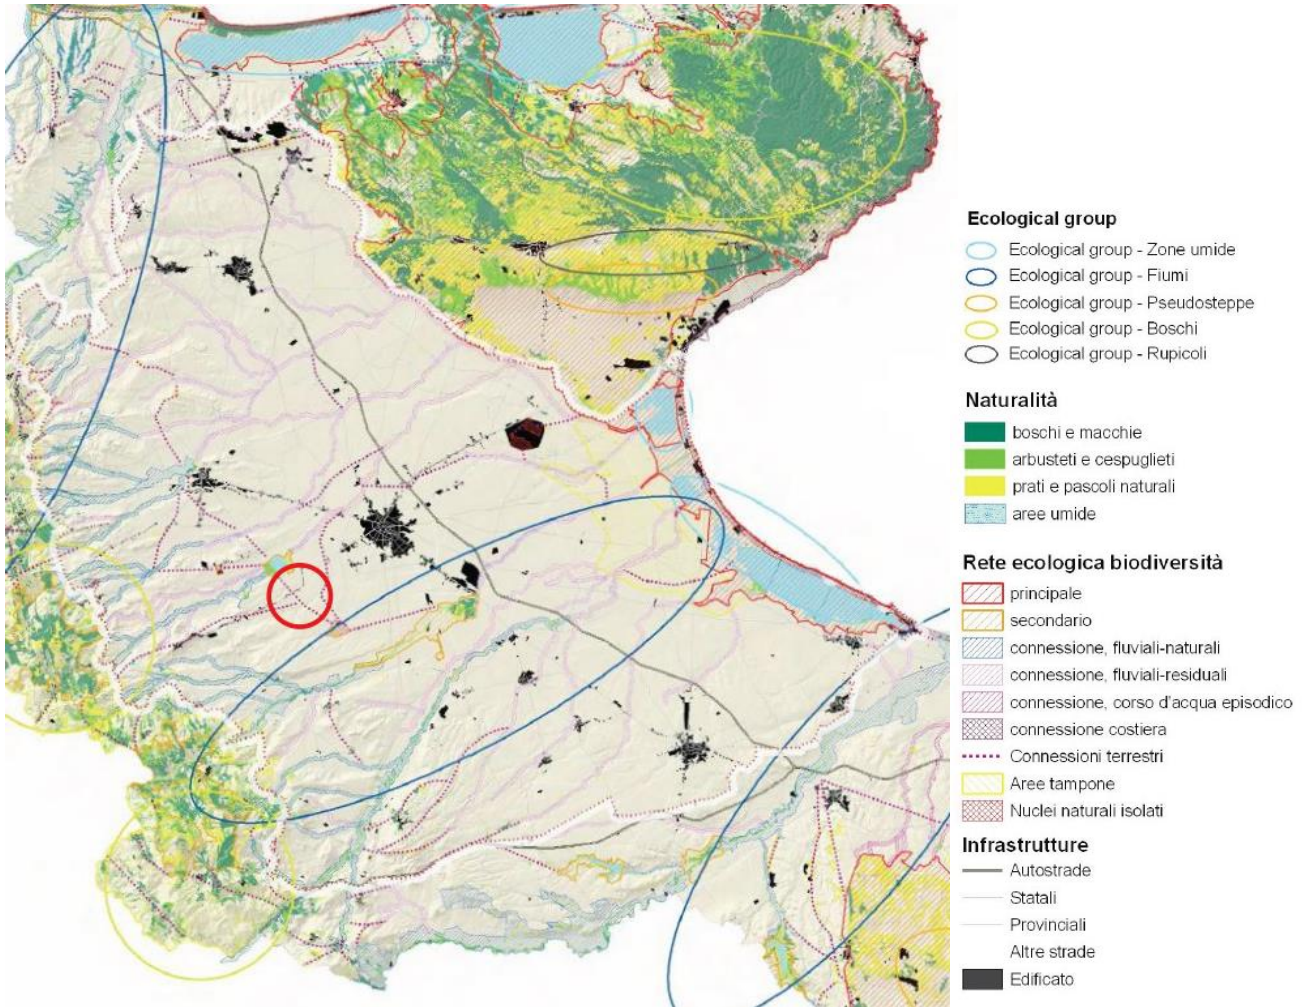 Ecological group
Ecological group - Zone umide
Ecological group - Fiumi
Ecological group - Pseudosteppe
Ecological group - Boschi
Ecological group - Rupicoli
Naturalità
boschi e macchie
arbusteti e cespuglieti
prati e pascoli naturali
aree umide
Rete ecologica biodiversità
principale
secondario
connessione, fluviali-naturali
connessione, fluviali-residuali
connessione, corso d'acqua episodico
connessione costiera
Connessioni terrestri
Aree tampone
Nuclei naturali isolati
Infrastrutture
Autostrade
Statali
Provinciali
Altre strade
Edificato